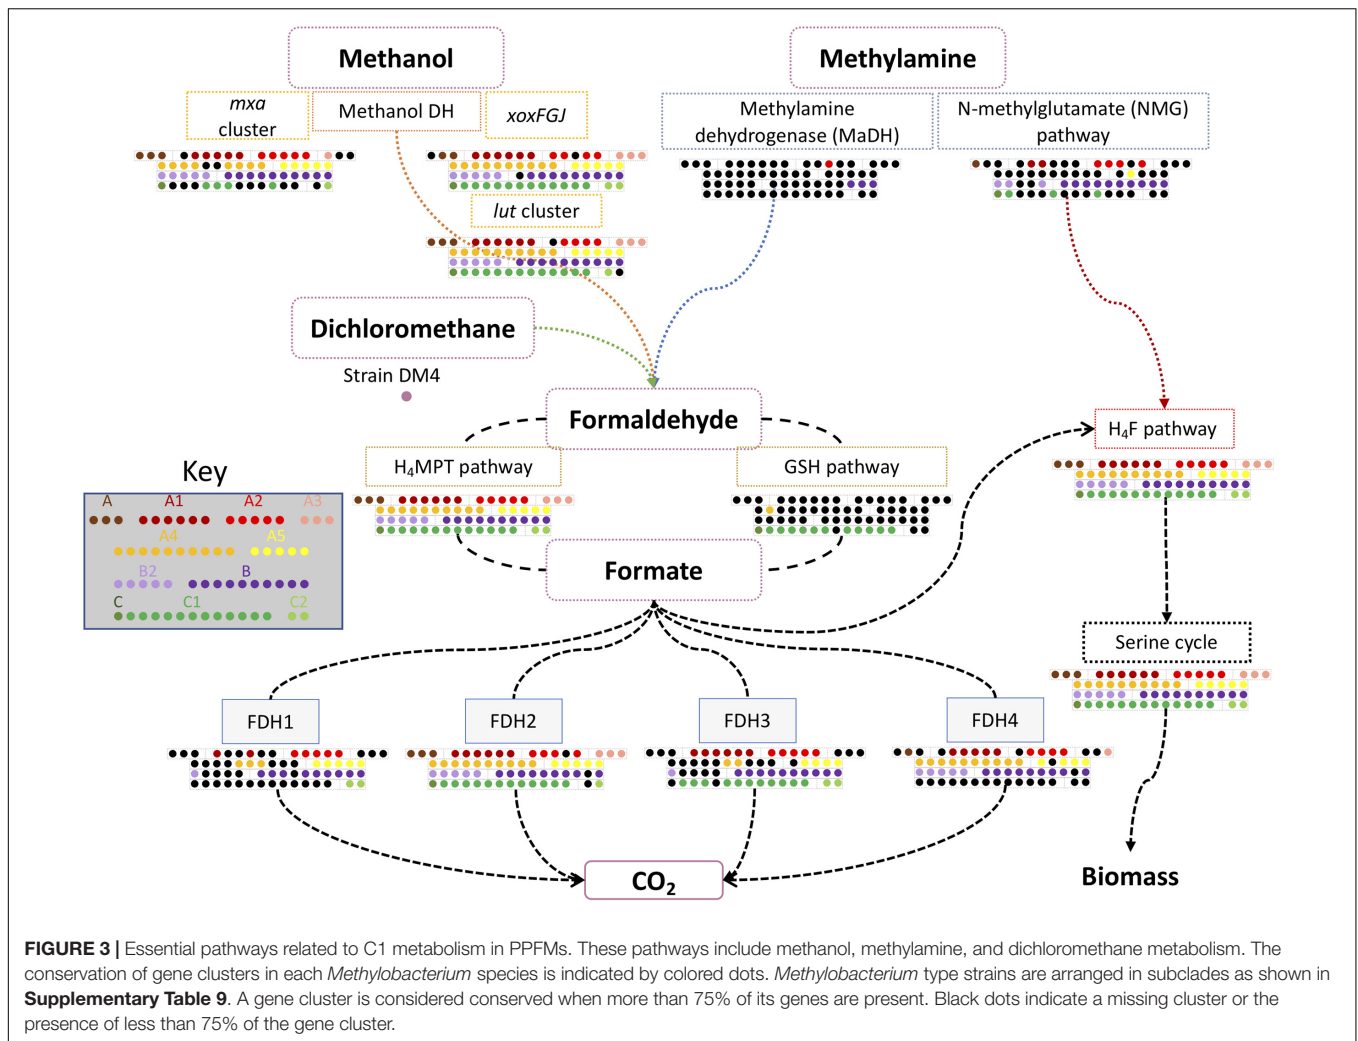 Methanol
Methylamine
mxa
cluster
Methanol DH
xoxFGJ
Methylamine
dehydrogenase (MaDH)
N-methylglutamate (NMG)
pathway
lut cluster
Dichloromethane
Strain DM4
Formaldehyde
H₄F pathway
H₄MPT pathway
GSH pathway
Key
A A1 A2 A3
A4 A5
B2 B
C C1 C2
Formate
Serine cycle
FDH1
FDH2
FDH3
FDH4
CO₂
Biomass
FIGURE 3 | Essential pathways related to C1 metabolism in PPFMs. These pathways include methanol, methylamine, and dichloromethane metabolism. The
conservation of gene clusters in each Methylobacterium species is indicated by colored dots. Methylobacterium type strains are arranged in subclades as shown in
Supplementary Table 9. A gene cluster is considered conserved when more than 75% of its genes are present. Black dots indicate a missing cluster or the
presence of less than 75% of the gene cluster.